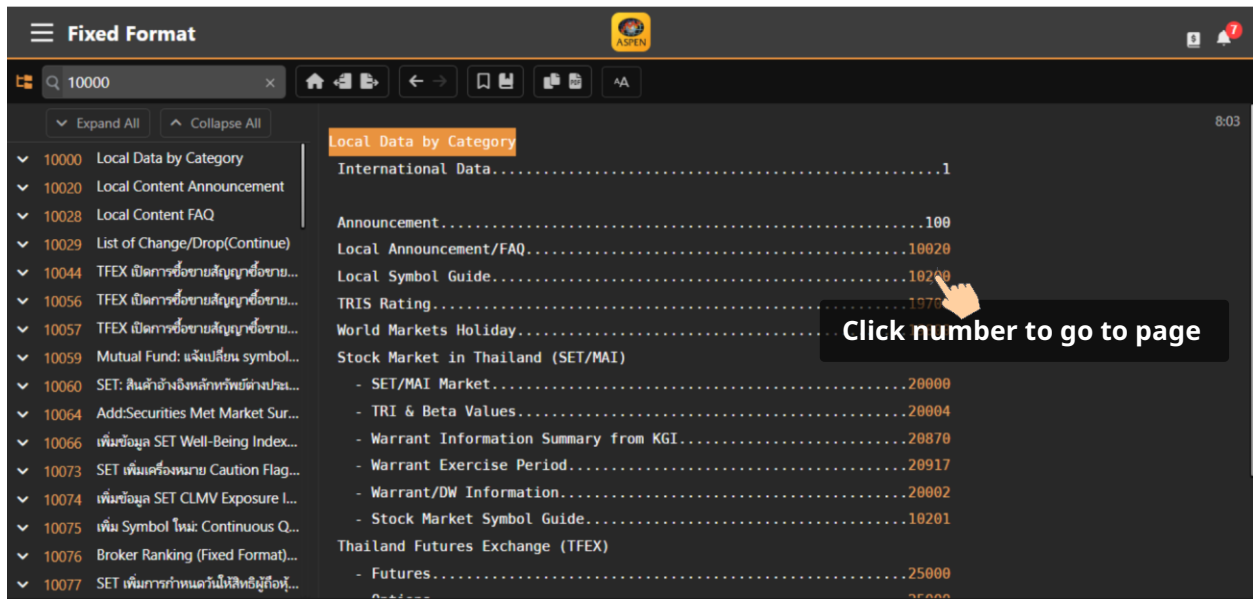 Fixed Format
ASPEN
7
10000
AA
Expand All
Collapse All
8:03
10000 Local Data by Category
10020 Local Content Announcement
10028 Local Content FAQ
10029 List of Change/Drop(Continue)
10044 TFEX เปิดการซื้อขายสัญญาซื้อขาย...
10056 TFEX เปิดการซื้อขายสัญญาซื้อขาย...
10057 TFEX เปิดการซื้อขายสัญญาซื้อขาย...
10059 Mutual Fund: แจ้งเปลี่ยน symbol...
10060 SET: สินค้าอ้างอิงหลักทรัพย์ต่างประเ...
10064 Add:Securities Met Market Sur...
10066 เพิ่มข้อมูล SET Well-Being Index...
10073 SET เพิ่มเครื่องหมาย Caution Flag...
10074 เพิ่มข้อมูล SET CLMV Exposure I...
10075 เพิ่ม Symbol ใหม่: Continuous Q...
10076 Broker Ranking (Fixed Format)...
10077 SET เพิ่มการกำหนดวันให้สิทธิผู้ถือหุ้...
Local Data by Category
International Data.....................................................1
Announcement.........................................................100
Local Announcement/FAQ.............................................10020
Local Symbol Guide.................................................10200
TRIS Rating
World Markets Holiday
Click number to go to page
Stock Market in Thailand (SET/MAI)
- SET/MAI Market.................................................20000
- TRI & Beta Values..............................................20004
- Warrant Information Summary from KGI...........................20870
- Warrant Exercise Period........................................20917
- Warrant/DW Information.........................................20002
- Stock Market Symbol Guide......................................10201
Thailand Futures Exchange (TFEX)
- Futures........................................................25000